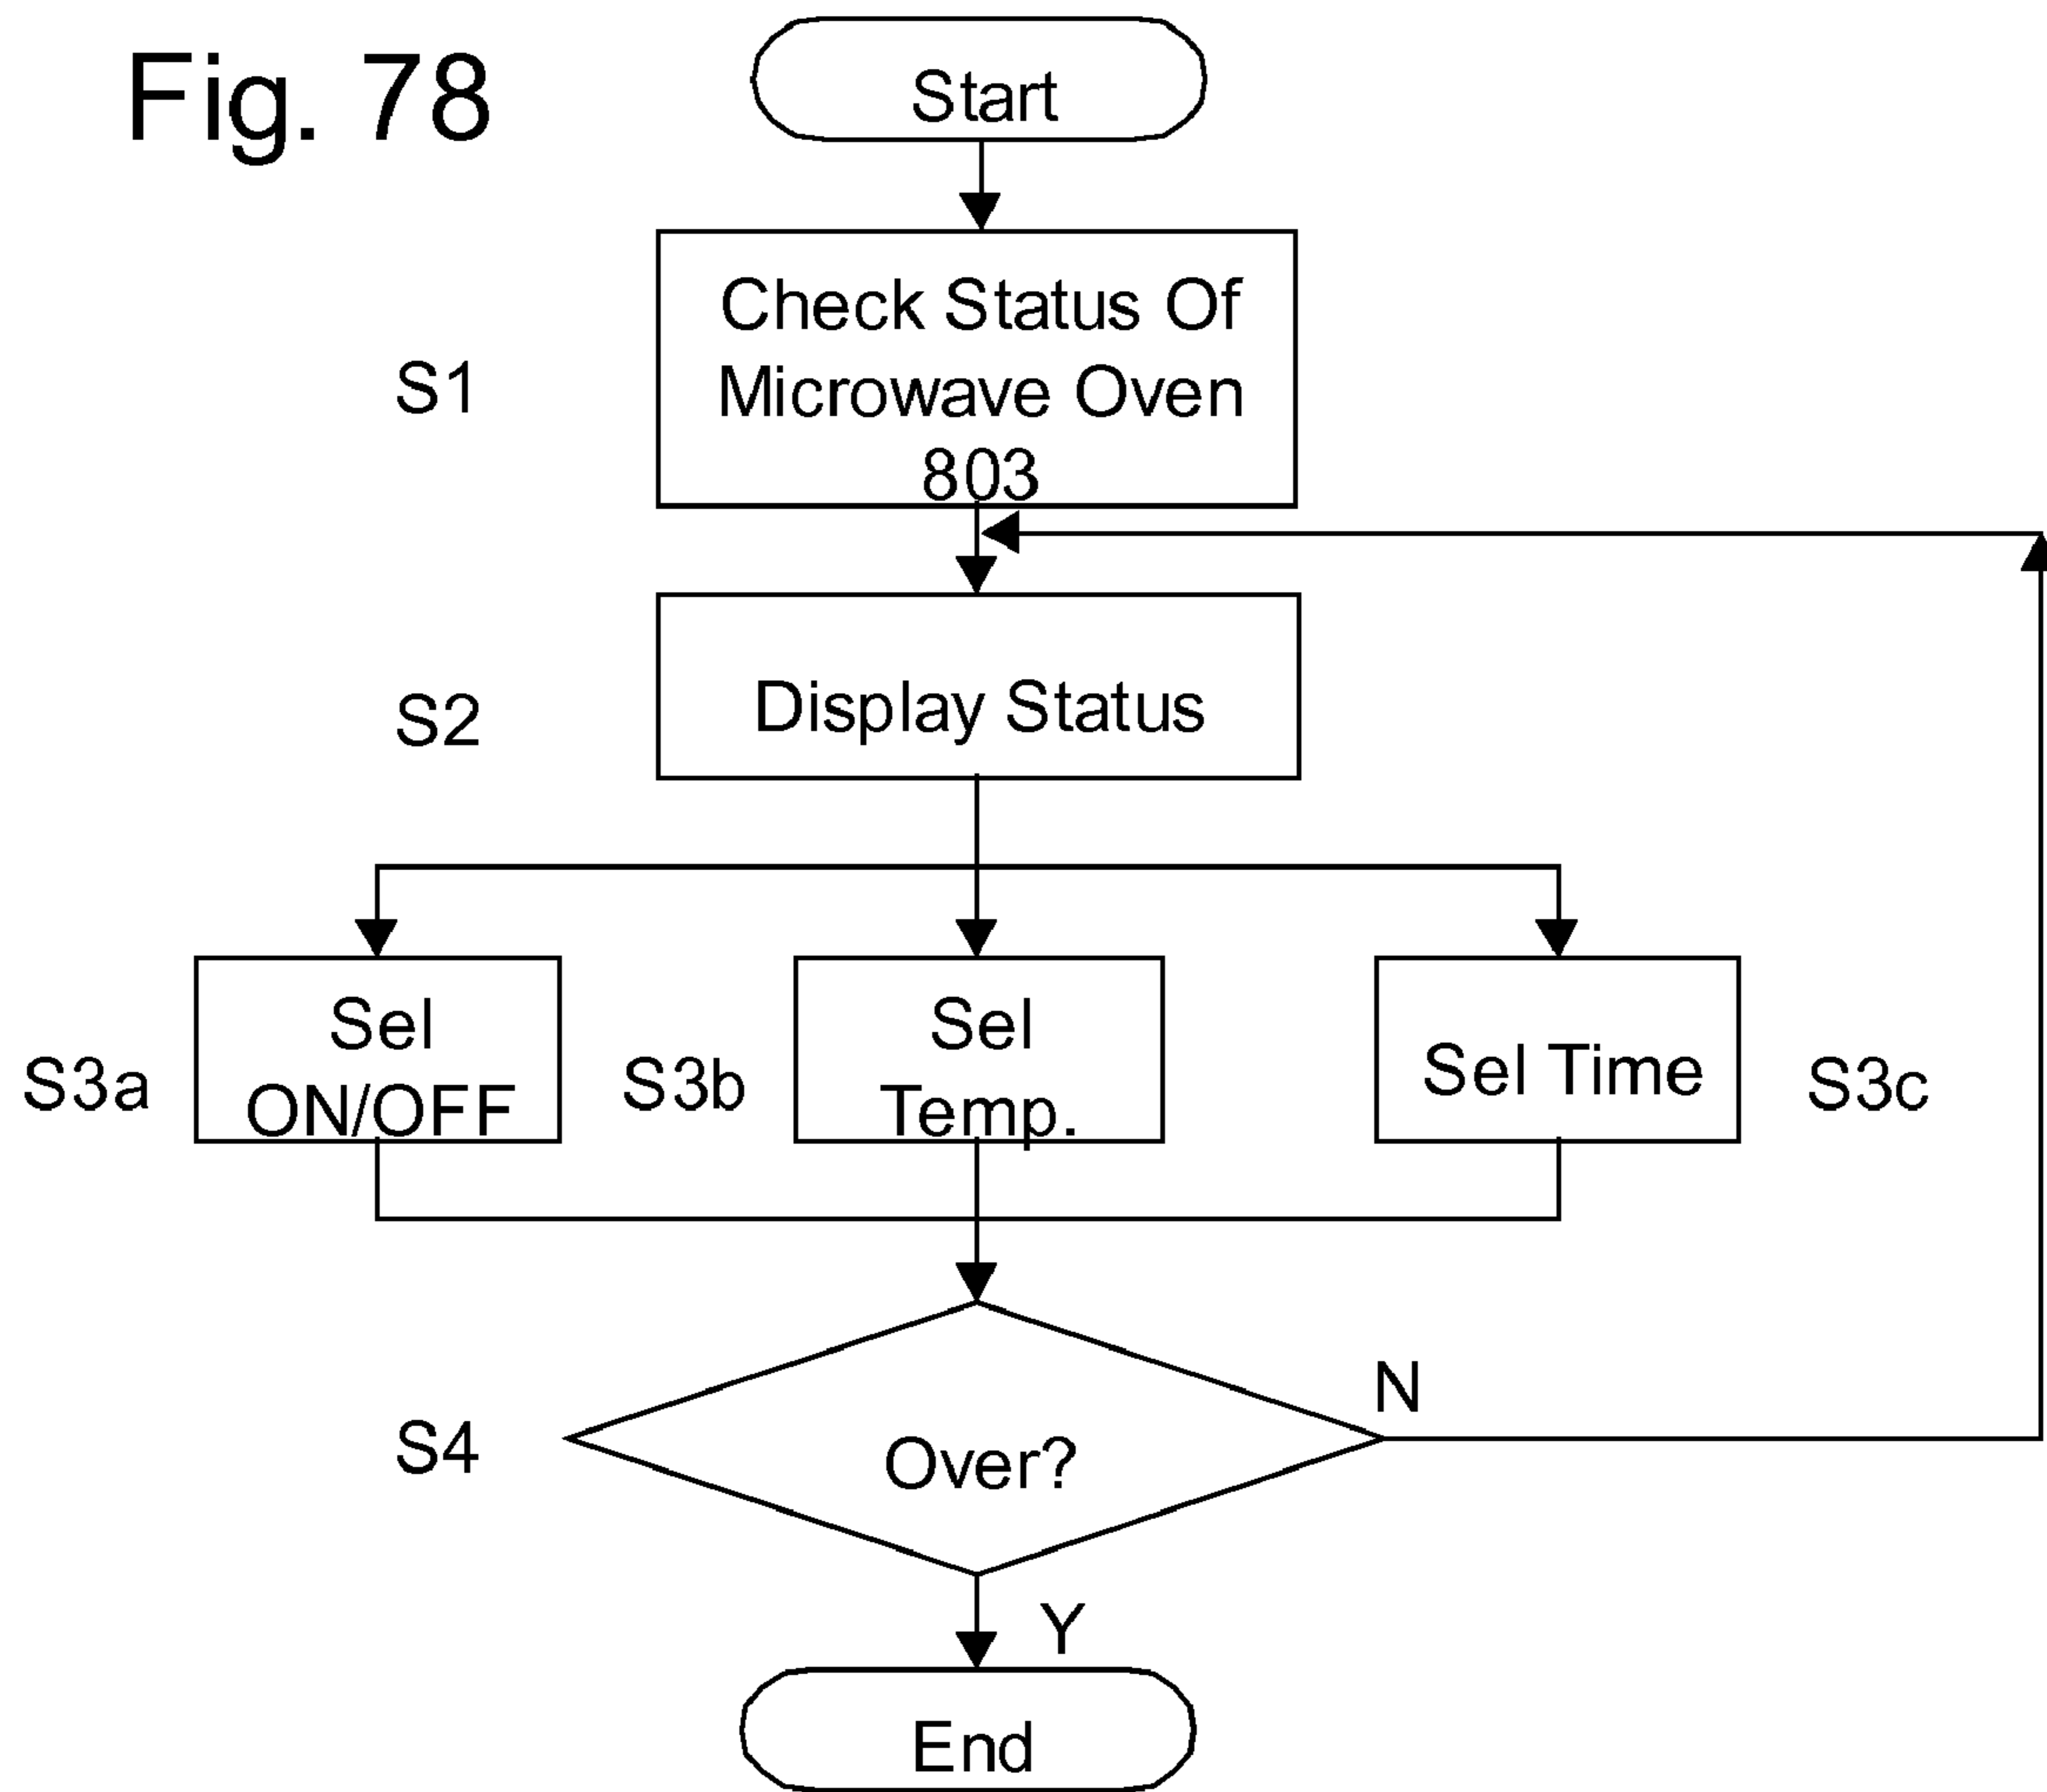 Fig. 78
Start
S1
Check Status Of
Microwave Oven
803
S2
Display Status
S3a
Sel
ON/OFF
S3b
Sel
Temp.
Sel Time
S3c
S4
Over?
N
Y
End